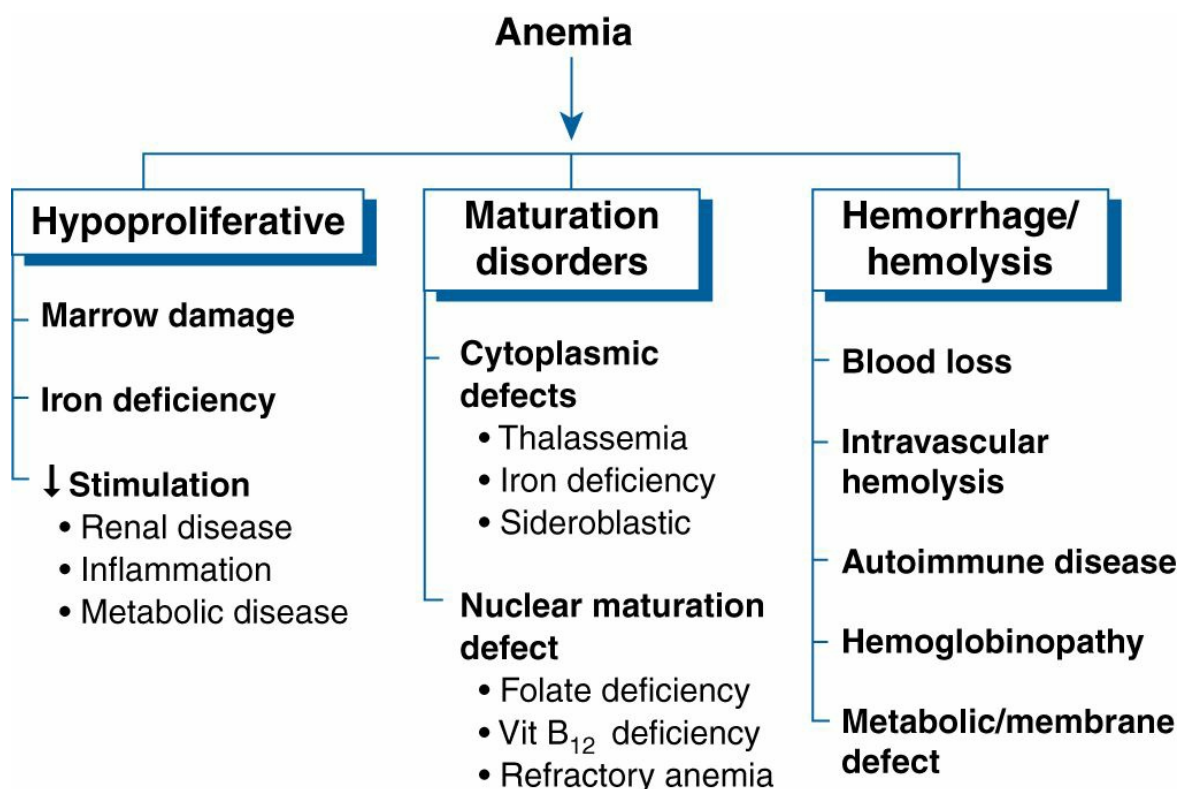 Anemia
Hypoproliferative
Marrow damage
Iron deficiency
↓ Stimulation
• Renal disease
• Inflammation
• Metabolic disease
Maturation
disorders
Cytoplasmic
defects
• Thalassemia
• Iron deficiency
• Sideroblastic
Nuclear maturation
defect
• Folate deficiency
• Vit B₁₂ deficiency
• Refractory anemia
Hemorrhage/
hemolysis
Blood loss
Intravascular
hemolysis
Autoimmune disease
Hemoglobinopathy
Metabolic/membrane
defect